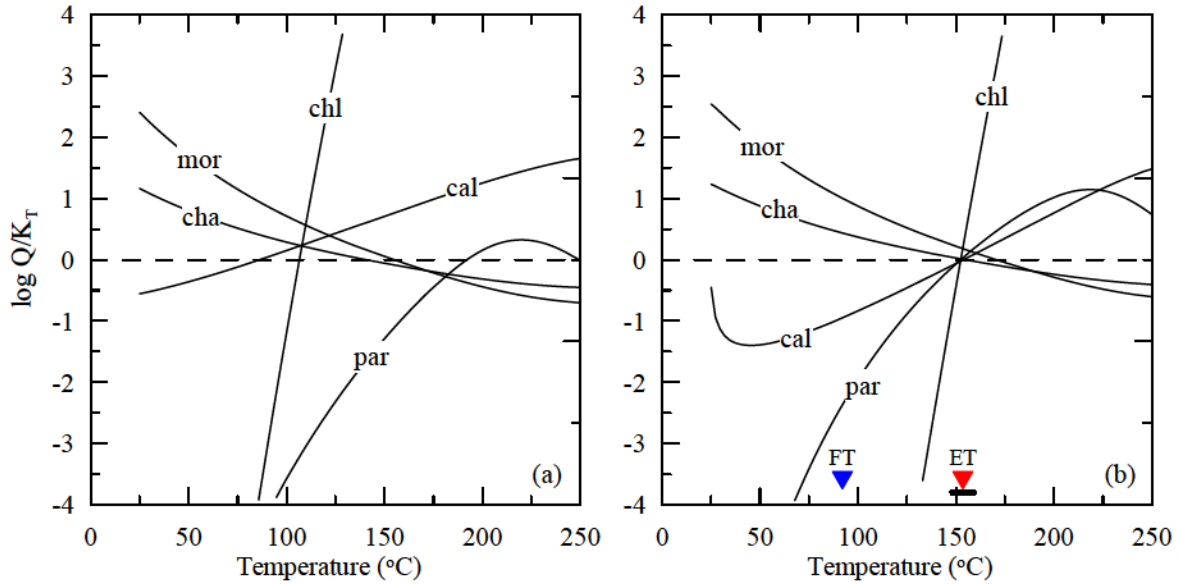 4
3
2
1
0
-1
-2
-3
-4
log Q/K_T
chl
mor
cal
cha
par
(a)
0 50 100 150 200 250
Temperature (°C)
4
3
2
1
0
-1
-2
-3
-4
chl
mor
cha
cal
par
FT ET (b)
0 50 100 150 200 250
Temperature (°C)